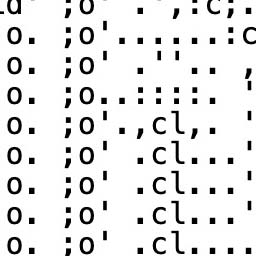 ld' ;o' .',:c;.
o. ;o'......:c
o. ;o' .''.. ,
o. ;o..::::. '
o. ;o'.,cl,. '
o. ;o' .cl...'
o. ;o' .cl...'
o. ;o' .cl...'
o. ;o' .cl....